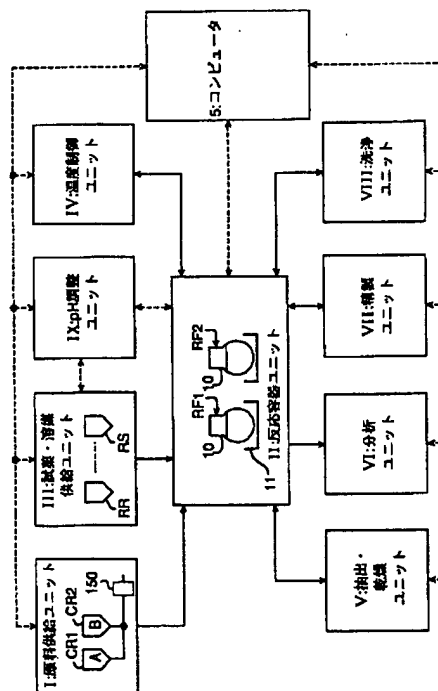 I:原料供給ユニット
CR1
CR2
A
B
150
III:試薬・溶媒
供給ユニット
RR
RS
IX:pH調整
ユニット
IV:温度制御
ユニット
15:コンピュータ
RF1
RF2
10
10
11
II:反応容器ユニット
V:抽出・
乾燥
ユニット
VI:分析
ユニット
VII:精製
ユニット
VIII:洗浄
ユニット